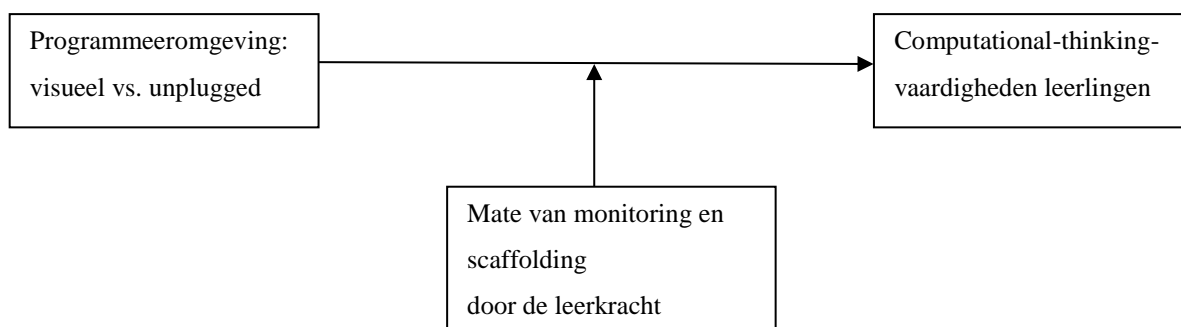 Programmeeromgeving:
visueel vs. unplugged
Computational-thinking-
vaardigheden leerlingen
Mate van monitoring en
scaffolding
door de leerkracht